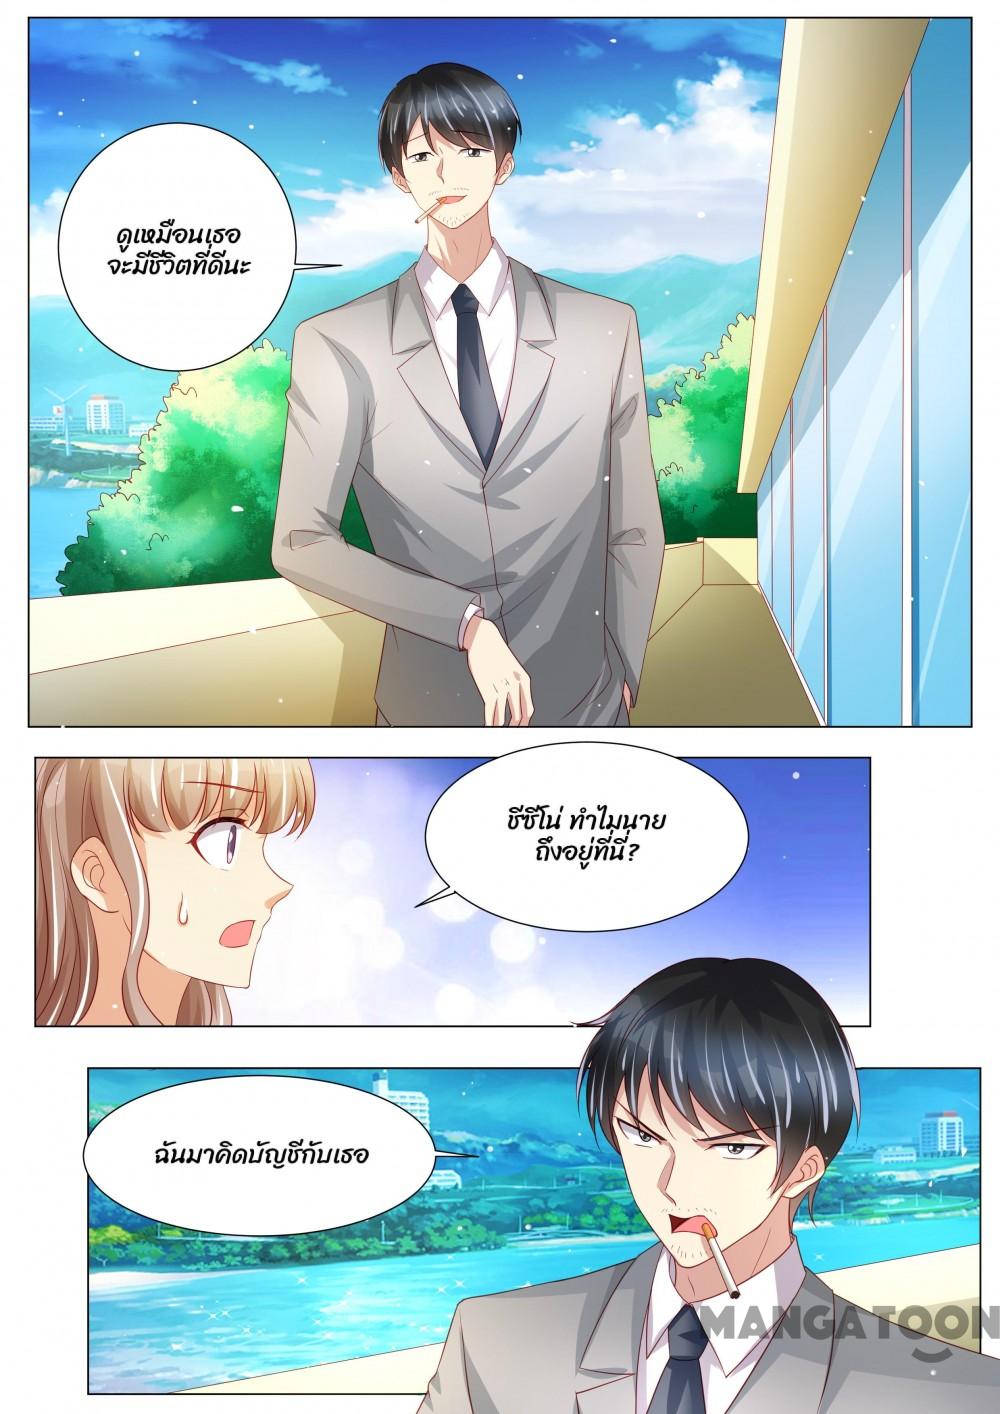 ดูเหมือนเธอ
จะมีชีวิตที่ดีนะ
ชีซีโน่ ทำไมนาย
ถึงอยู่ที่นี่?
ฉันมาคิดบัญชีกับเธอ
MANGATOON